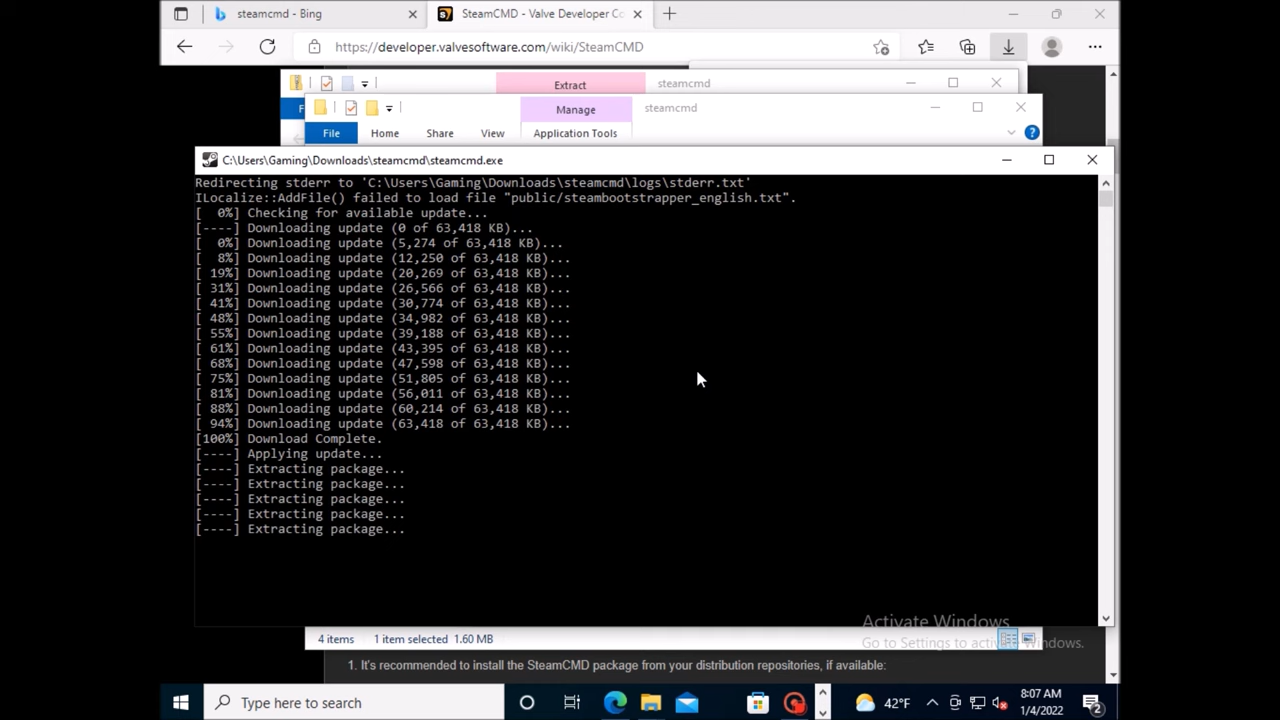 steamcmd - Bing
SteamCMD - Valve Developer Co
https://developer.valvesoftware.com/wiki/SteamCMD
Extract
steamcmd
Manage
steamcmd
File
Home
Share
View
Application Tools
C:\Users\Gaming\Downloads\steamcmd\steamcmd.exe
Redirecting stderr to 'C:\Users\Gaming\Downloads\steamcmd\logs\stderr.txt'
ILocalize::AddFile() failed to load file "public/steambootstrapper_english.txt".
[  0%] Checking for available update...
[----] Downloading update (0 of 63,418 KB)...
[  0%] Downloading update (5,274 of 63,418 KB)...
[  8%] Downloading update (12,250 of 63,418 KB)...
[ 19%] Downloading update (20,269 of 63,418 KB)...
[ 31%] Downloading update (26,566 of 63,418 KB)...
[ 41%] Downloading update (30,774 of 63,418 KB)...
[ 48%] Downloading update (34,982 of 63,418 KB)...
[ 55%] Downloading update (39,188 of 63,418 KB)...
[ 61%] Downloading update (43,395 of 63,418 KB)...
[ 68%] Downloading update (47,598 of 63,418 KB)...
[ 75%] Downloading update (51,805 of 63,418 KB)...
[ 81%] Downloading update (56,011 of 63,418 KB)...
[ 88%] Downloading update (60,214 of 63,418 KB)...
[ 94%] Downloading update (63,418 of 63,418 KB)...
[100%] Download Complete.
[----] Applying update...
[----] Extracting package...
[----] Extracting package...
[----] Extracting package...
[----] Extracting package...
[----] Extracting package...
Activate Windows
Go to Settings to activate Windows.
4 items
1 item selected 1.60 MB
1. It's recommended to install the SteamCMD package from your distribution repositories, if available:
Type here to search
42°F
8:07 AM
1/4/2022
2